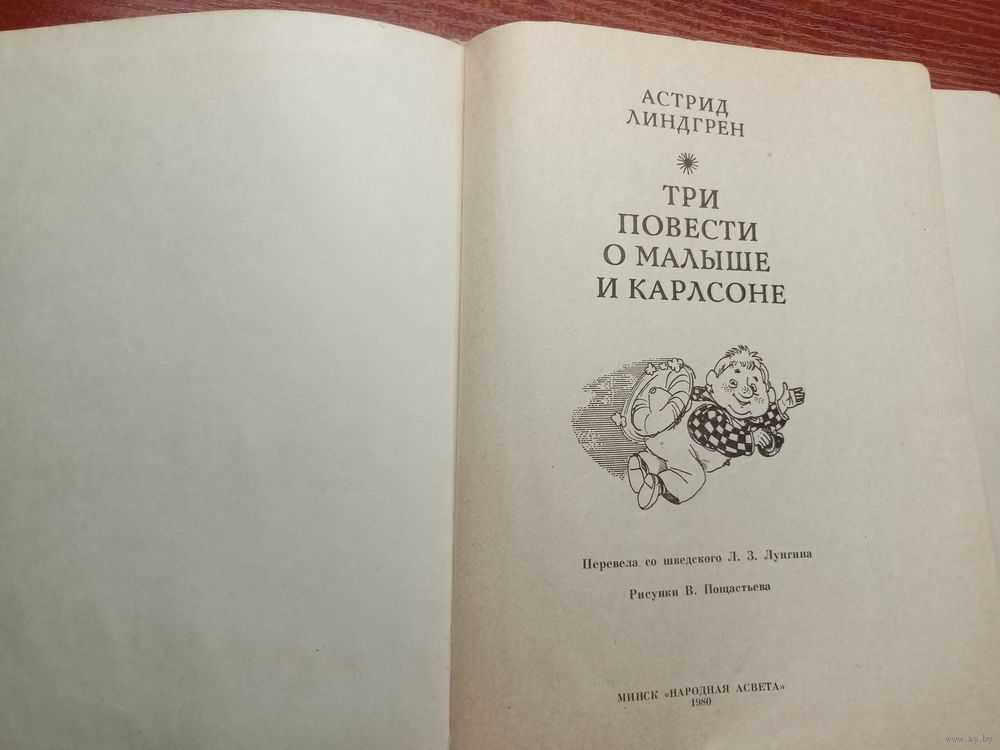 АСТРИД
ЛИНДГРЕН
ТРИ
ПОВЕСТИ
О МАЛЫШЕ
И КАРЛСОНЕ
Перевела со шведского Л. З. Лунгина
Рисунки В. Пощастьева
МИНСК «НАРОДНАЯ АСВЕТА»
1980
www.ay.by